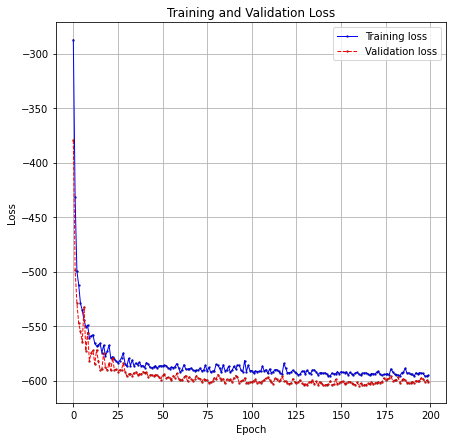 Training and Validation Loss
Training loss
Validation loss
−300
−350
−400
−450
−500
−550
−600
Loss
0 25 50 75 100 125 150 175 200
Epoch